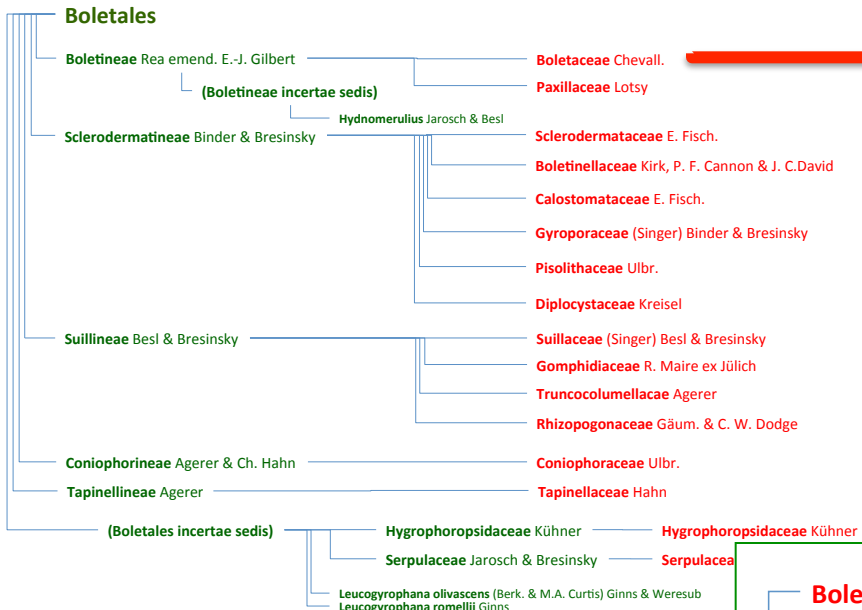 Boletales
Boletineae Rea emend. E.-J. Gilbert
Boletaceae Chevall.
Paxillaceae Lotsy
(Boletineae incertae sedis)
Hydnomerulius Jarosch & Besl
Sclerodermatineae Binder & Bresinsky
Sclerodermataceae E. Fisch.
Boletinellaceae Kirk, P. F. Cannon & J. C.David
Calostomataceae E. Fisch.
Gyroporaceae (Singer) Binder & Bresinsky
Pisolithaceae Ulbr.
Diplocystaceae Kreisel
Suillineae Besl & Bresinsky
Suillaceae (Singer) Besl & Bresinsky
Gomphidiaceae R. Maire ex Jülich
Truncocolumellacae Agerer
Rhizopogonaceae Gäum. & C. W. Dodge
Coniophorineae Agerer & Ch. Hahn
Coniophoraceae Ulbr.
Tapinellineae Agerer
Tapinellaceae Hahn
(Boletales incertae sedis)
Hygrophoropsidaceae Kühner
Hygrophoropsidaceae Kühner
Serpulaceae Jarosch & Bresinsky
Serpulacea
Leucogyrophana olivascens (Berk. & M.A. Curtis) Ginns & Weresub
Leucogyrophana romellii Ginns
Bole